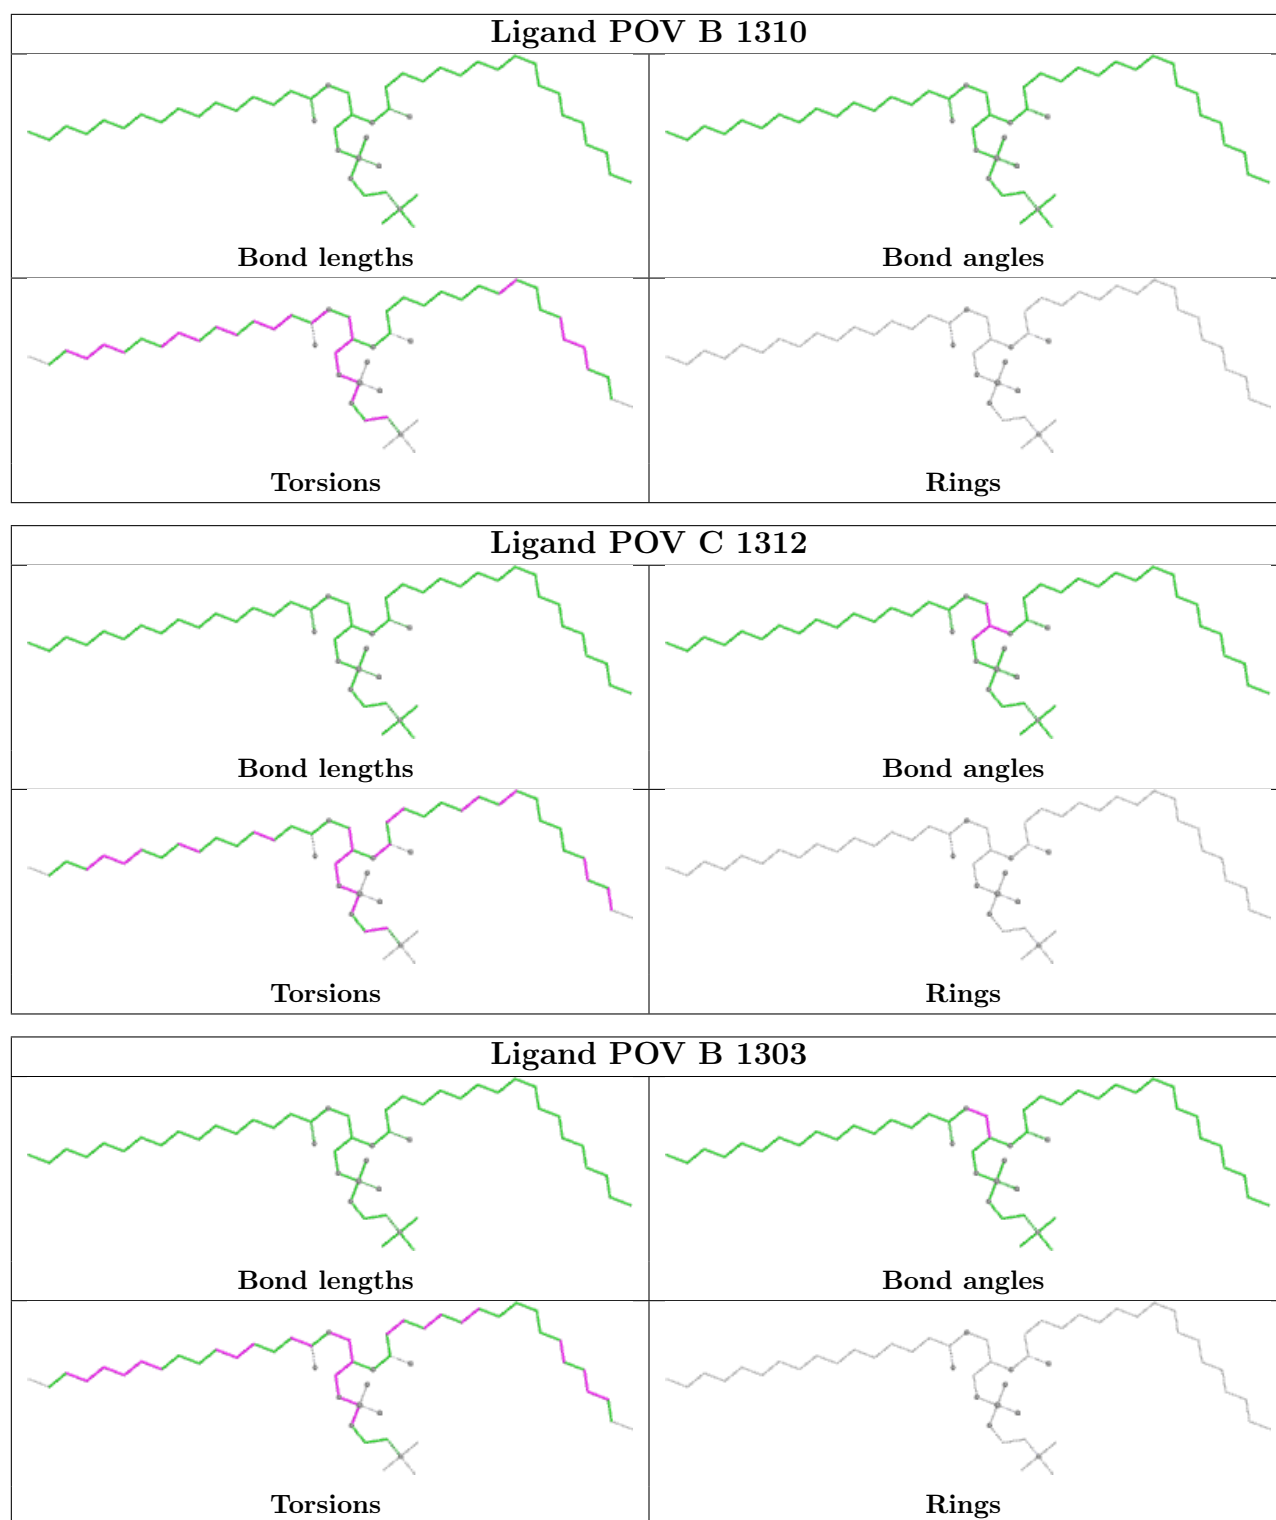 Ligand POV B 1310
Bond lengths
Bond angles
Torsions
Rings
Ligand POV C 1312
Bond lengths
Bond angles
Torsions
Rings
Ligand POV B 1303
Bond lengths
Bond angles
Torsions
Rings